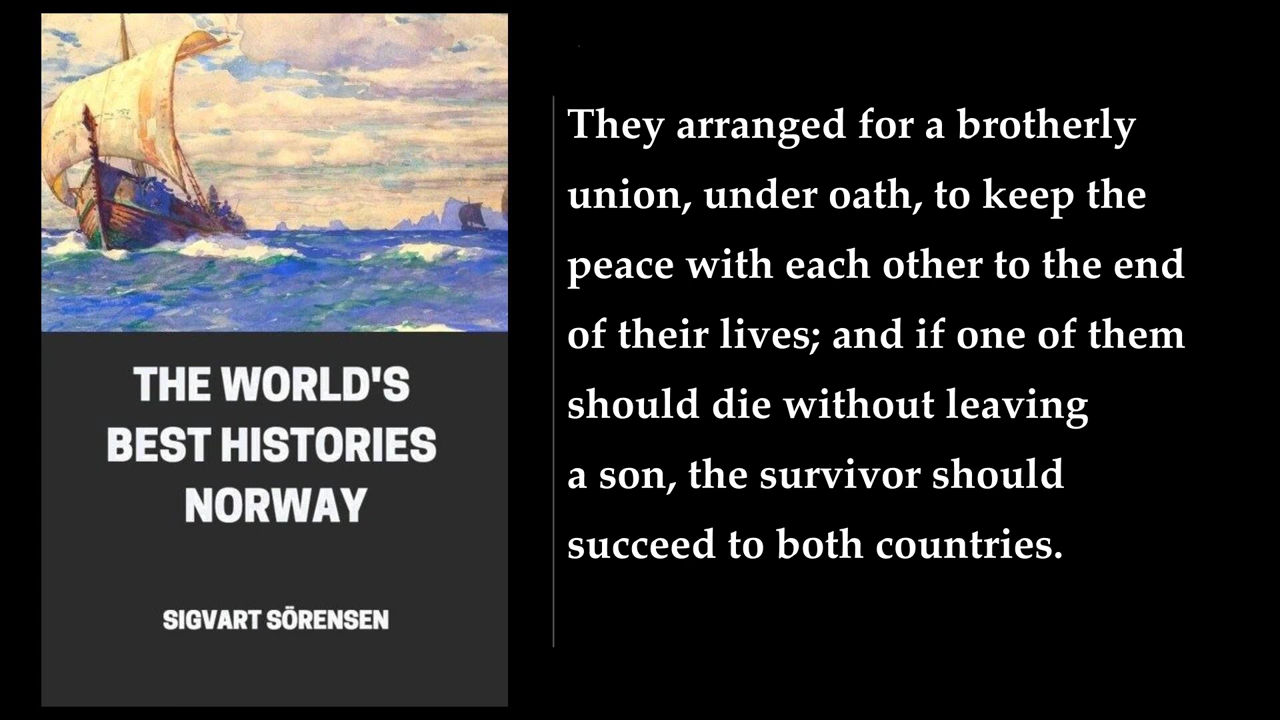 THE WORLD'S
BEST HISTORIES
NORWAY
SIGVART SÖRENSEN
They arranged for a brotherly
union, under oath, to keep the
peace with each other to the end
of their lives; and if one of them
should die without leaving
a son, the survivor should
succeed to both countries.